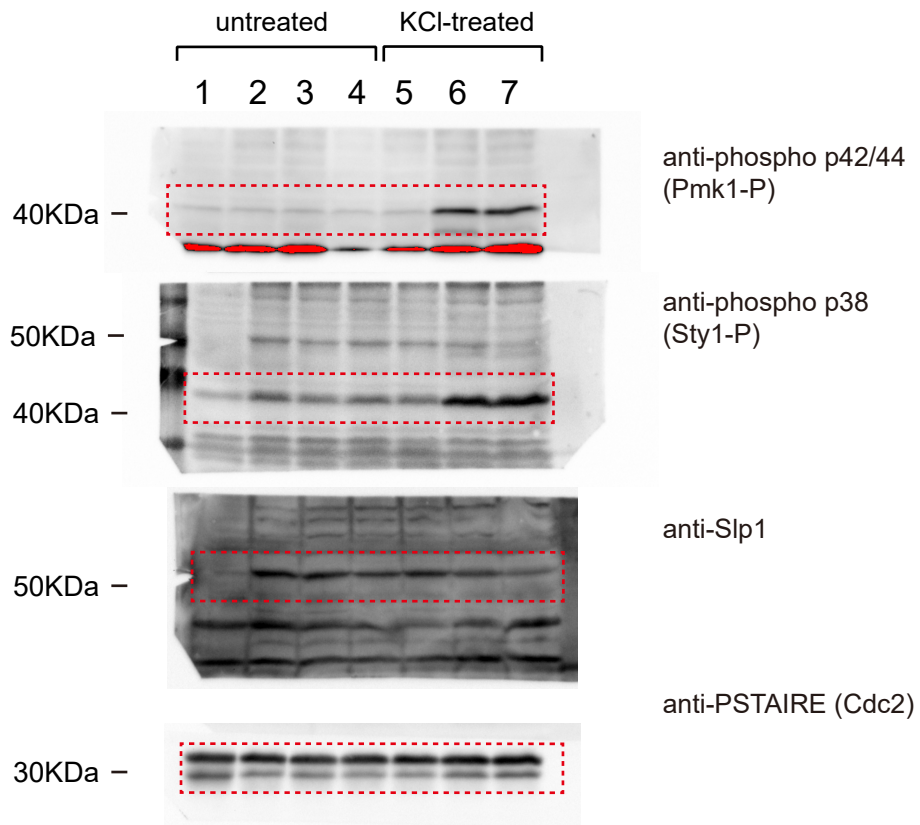 untreated KCl-treated
1 2 3 4 5 6 7
anti-phospho p42/44
(Pmk1-P)
40KDa
anti-phospho p38
(Sty1-P)
50KDa
40KDa
anti-Slp1
50KDa
anti-PSTAIRE (Cdc2)
30KDa